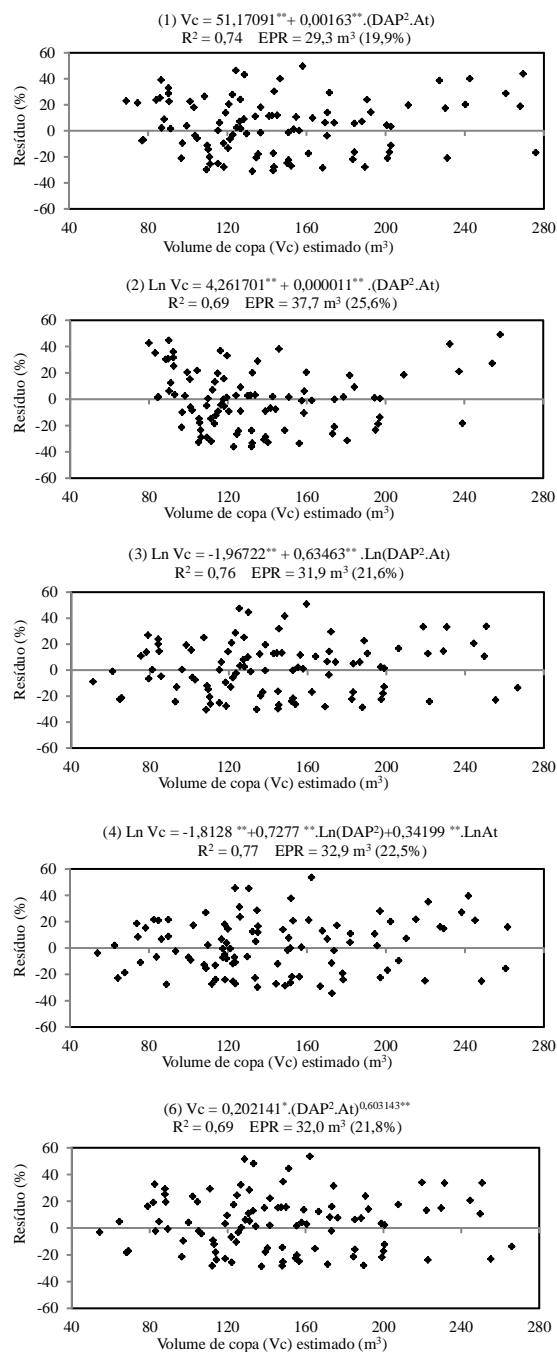 (1) Vc = 51,17091**+ 0,00163**.(DAP².At)
R² = 0,74 EPR = 29,3 m³ (19,9%)
Resíduo (%)
60
40
20
0
-20
-40
-60
40 80 120 160 200 240 280
Volume de copa (Vc) estimado (m³)
(2) Ln Vc = 4,261701** + 0,000011** .(DAP².At)
R² = 0,69 EPR = 37,7 m³ (25,6%)
Resíduo (%)
60
40
20
0
-20
-40
-60
40 80 120 160 200 240 280
Volume de copa (Vc) estimado (m³)
(3) Ln Vc = -1,96722** + 0,63463** .Ln(DAP².At)
R² = 0,76 EPR = 31,9 m³ (21,6%)
Resíduo (%)
60
40
20
0
-20
-40
-60
40 80 120 160 200 240 280
Volume de copa (Vc) estimado (m³)
(4) Ln Vc = -1,8128 **+0,7277 **.Ln(DAP²)+0,34199 **.LnAt
R² = 0,77 EPR = 32,9 m³ (22,5%)
Resíduo (%)
60
40
20
0
-20
-40
-60
40 80 120 160 200 240 280
Volume de copa (Vc) estimado (m³)
(6) Vc = 0,202141*.(DAP².At)0,603143**
R² = 0,69 EPR = 32,0 m³ (21,8%)
Resíduo (%)
60
40
20
0
-20
-40
-60
40 80 120 160 200 240 280
Volume de copa (Vc) estimado (m³)